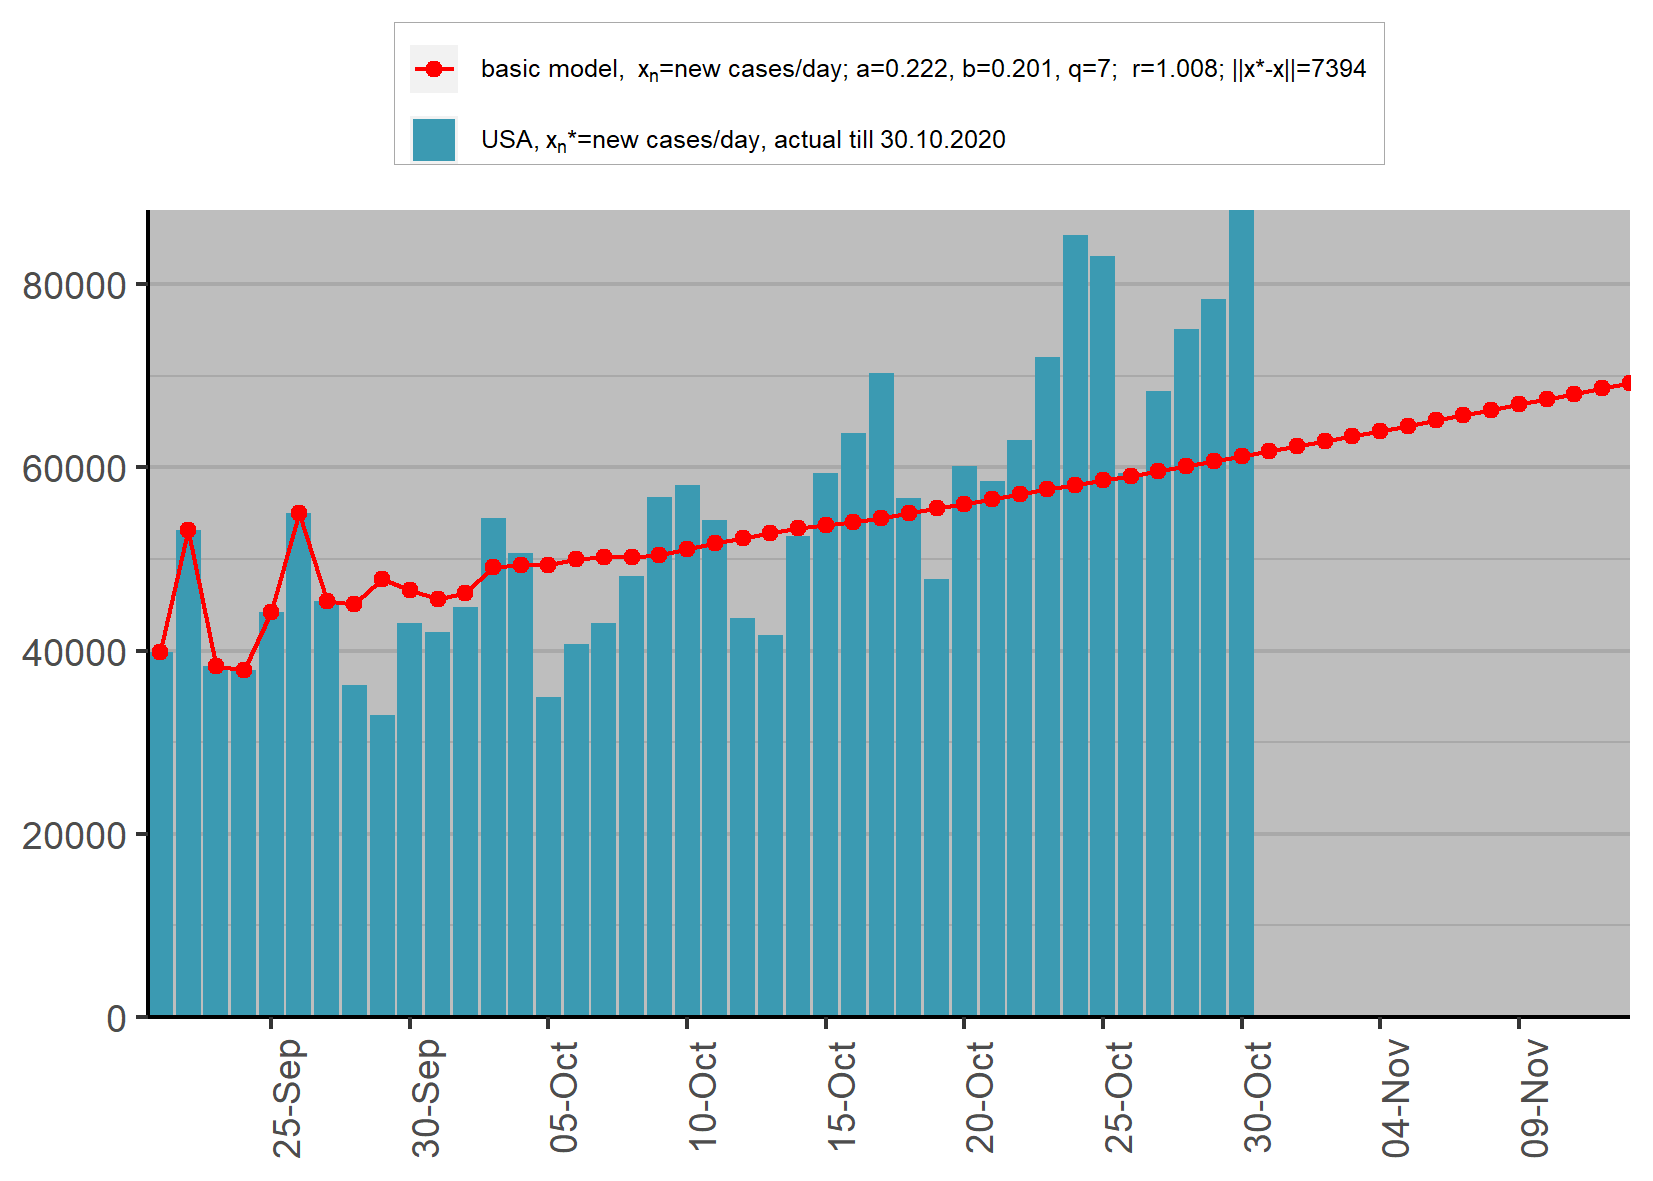 basic model,  xn=new cases/day; a=0.222, b=0.201, q=7;  r=1.008; ||x*-x||=7394
USA, xn*=new cases/day, actual till 30.10.2020
80000
60000
40000
20000
0
25-Sep
30-Sep
05-Oct
10-Oct
15-Oct
20-Oct
25-Oct
30-Oct
04-Nov
09-Nov